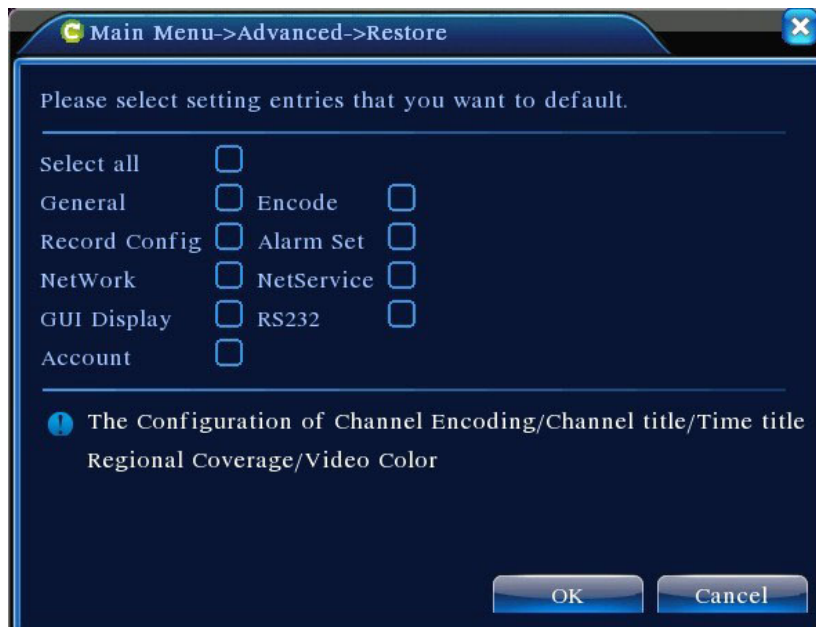 Main Menu->Advanced->Restore
Please select setting entries that you want to default.
Select all
General Encode
Record Config Alarm Set
NetWork NetService
GUI Display RS232
Account
The Configuration of Channel Encoding/Channel title/Time title
Regional Coverage/Video Color
OK Cancel